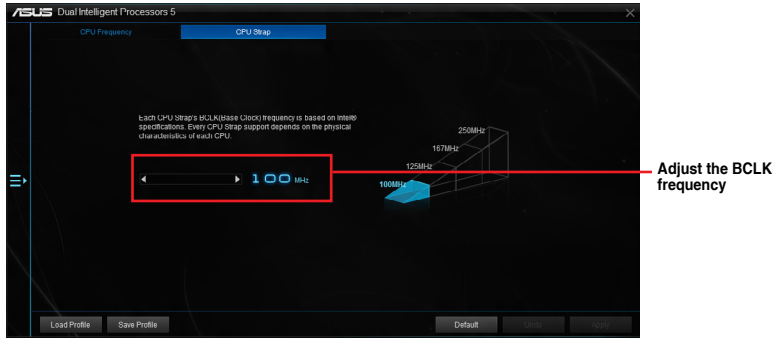 ASUS Dual Intelligent Processors 5
CPU Frequency
CPU Strap
Each CPU Strap's BCLK(Base Clock) frequency is based on Intel®
specifications. Every CPU Strap support depends on the physical
characteristics of each CPU.
250MHz
167MHz
125MHz
100MHz
100 MHz
Adjust the BCLK
frequency
Load Profile
Save Profile
Default
Undo
Apply